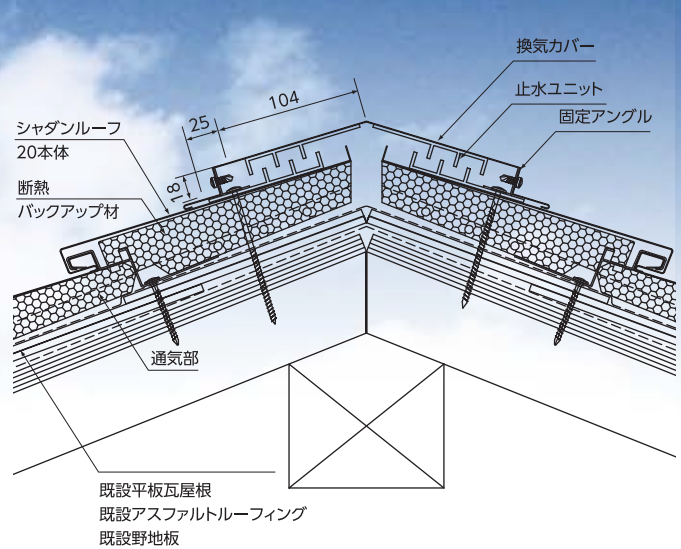 換気カバー
止水ユニット
固定アングル
104
25
18
シャダンルーフ
20本体
断熱
バックアップ材
通気部
既設平板瓦屋根
既設アスファルトルーフィング
既設野地板